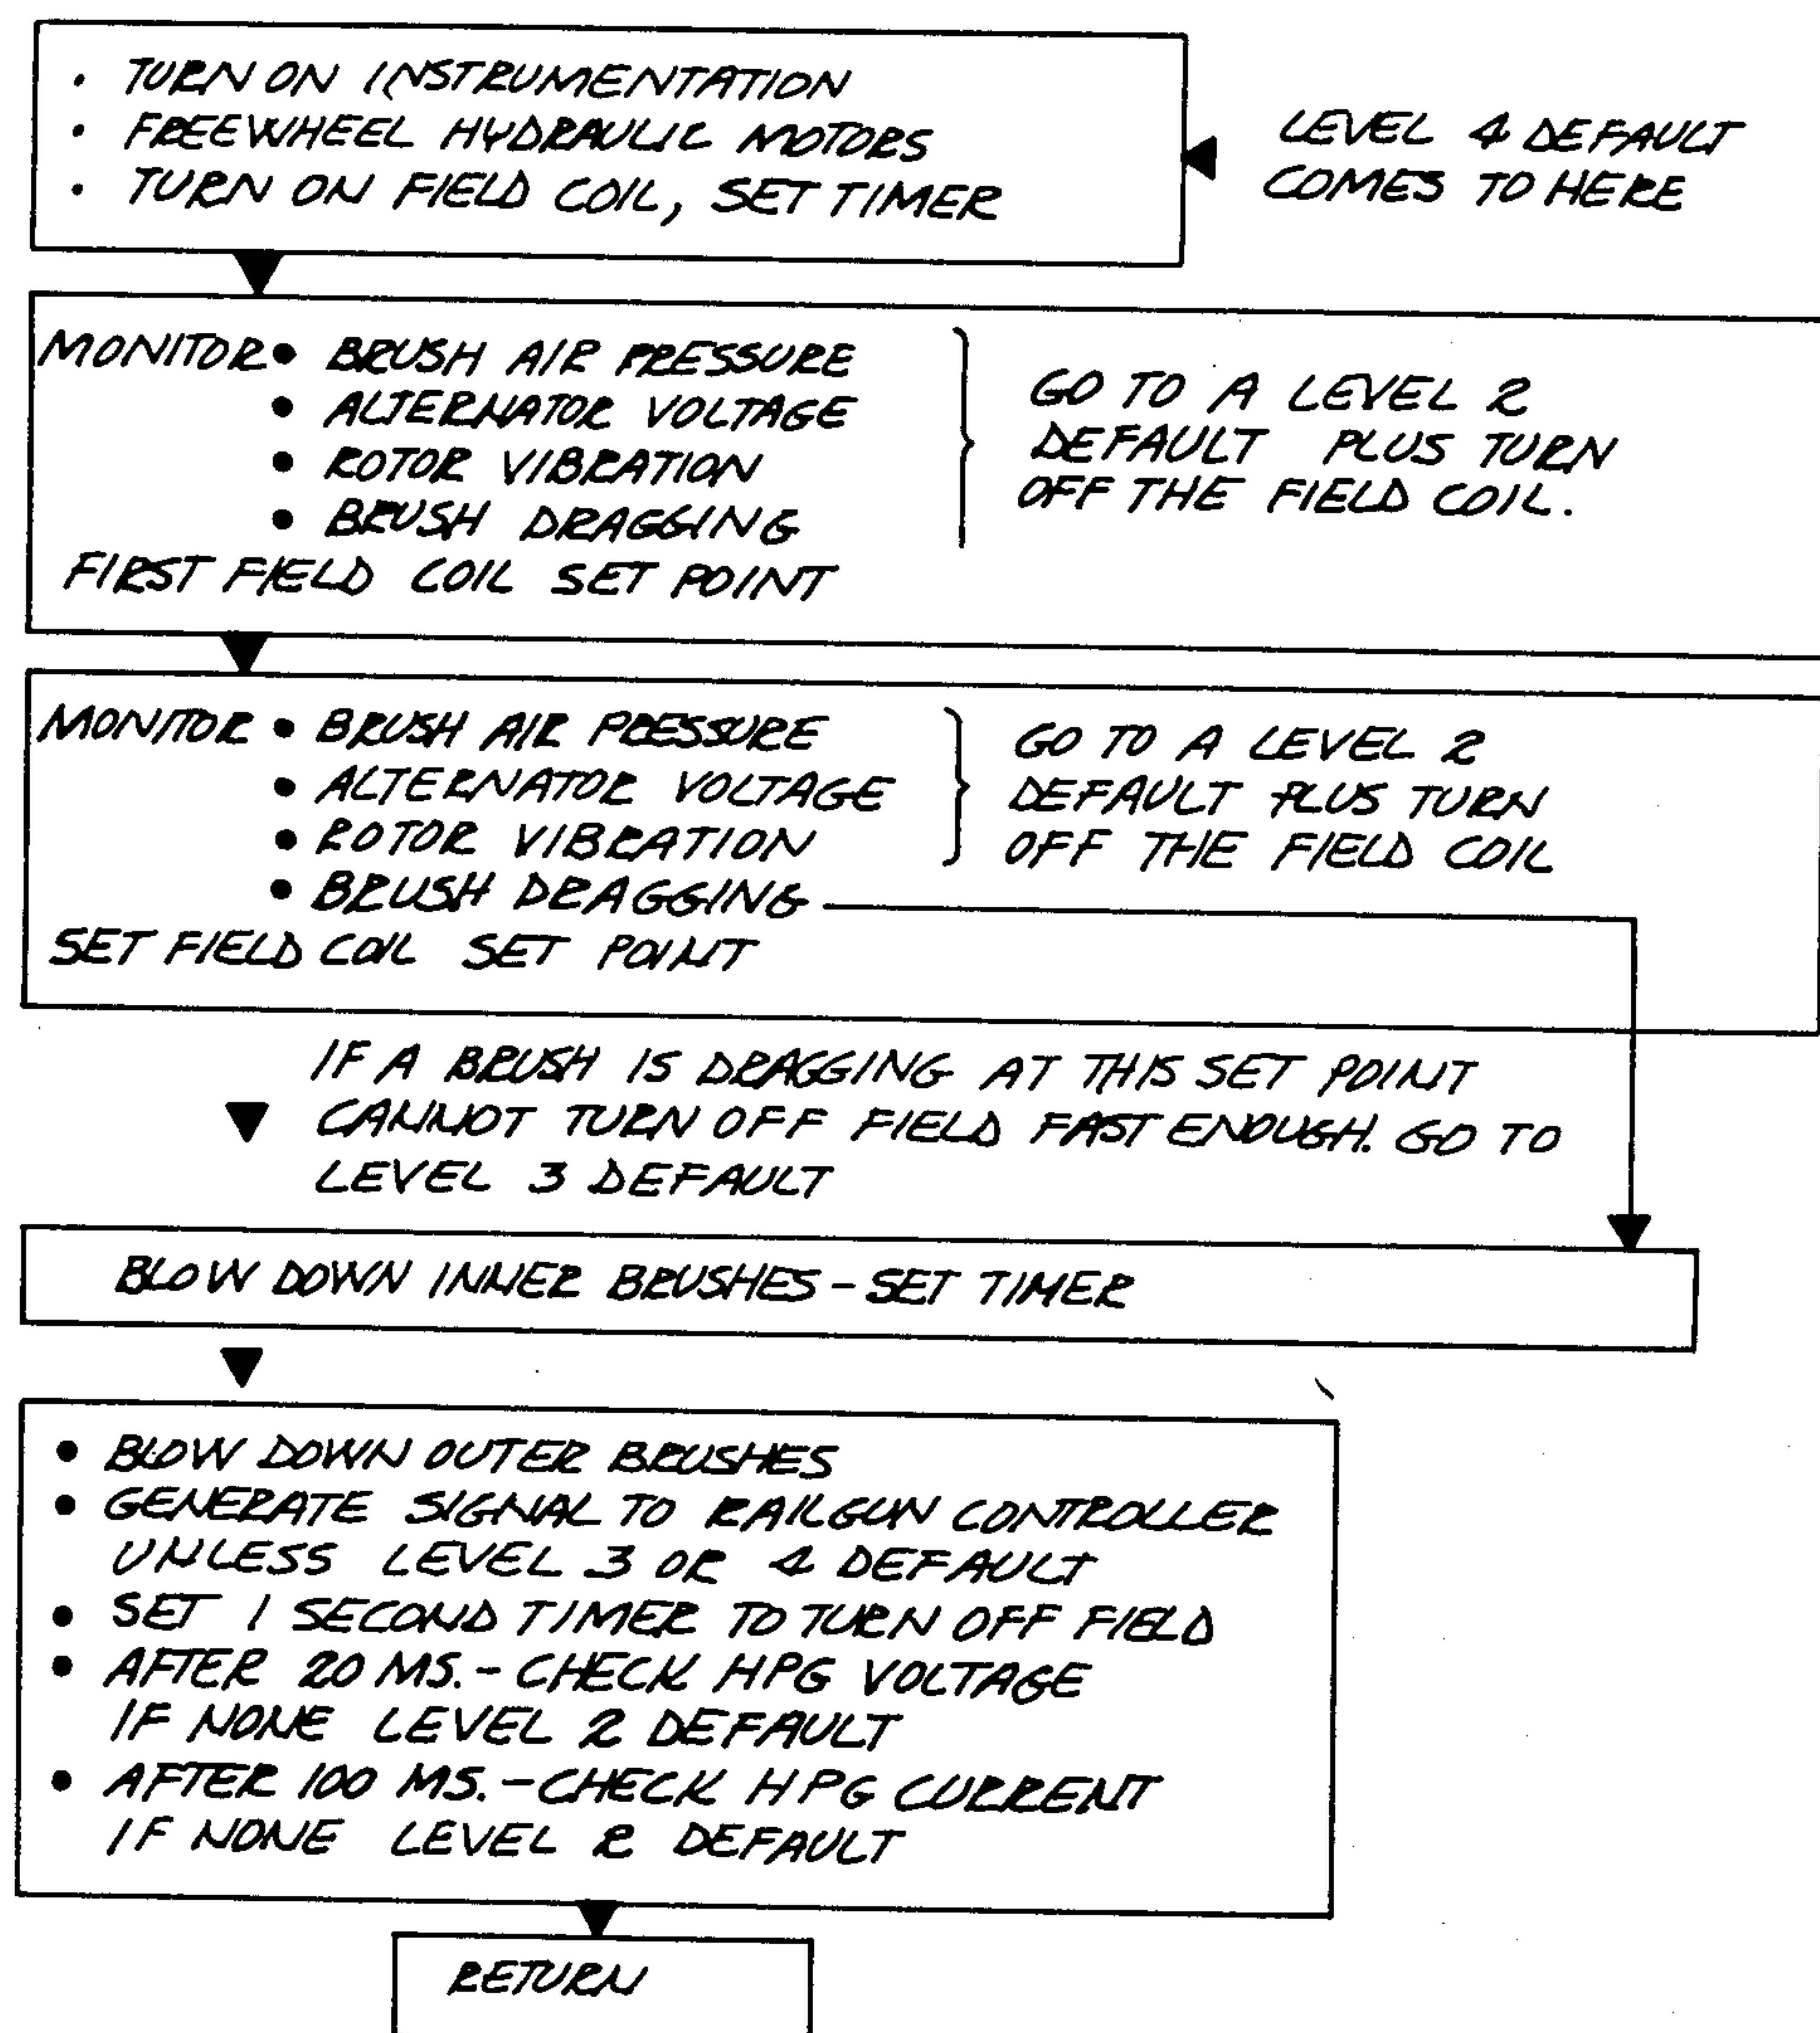 • TURN ON INSTRUMENTATION
• FREEWHEEL HYDRAULIC MOTORS
• TURN ON FIELD COIL, SET TIMER
LEVEL 4 DEFAULT
COMES TO HERE
MONITOR • BRUSH AIR PRESSURE
• ALTERNATOR VOLTAGE
• ROTOR VIBRATION
• BRUSH DRAGGING
GO TO A LEVEL 2
DEFAULT PLUS TURN
OFF THE FIELD COIL.
FIRST FIELD COIL SET POINT
MONITOR • BRUSH AIR PRESSURE
• ALTERNATOR VOLTAGE
• ROTOR VIBRATION
• BRUSH DRAGGING
GO TO A LEVEL 2
DEFAULT PLUS TURN
OFF THE FIELD COIL
SET FIELD COIL SET POINT
IF A BRUSH IS DRAGGING AT THIS SET POINT
CANNOT TURN OFF FIELD FAST ENOUGH. GO TO
LEVEL 3 DEFAULT
BLOW DOWN INNER BRUSHES - SET TIMER
• BLOW DOWN OUTER BRUSHES
• GENERATE SIGNAL TO RAILGUN CONTROLLER
UNLESS LEVEL 3 OR 4 DEFAULT
• SET 1 SECOND TIMER TO TURN OFF FIELD
• AFTER 20 MS. - CHECK HPG VOLTAGE
IF NONE LEVEL 2 DEFAULT
• AFTER 100 MS. - CHECK HPG CURRENT
IF NONE LEVEL 2 DEFAULT
RETURN